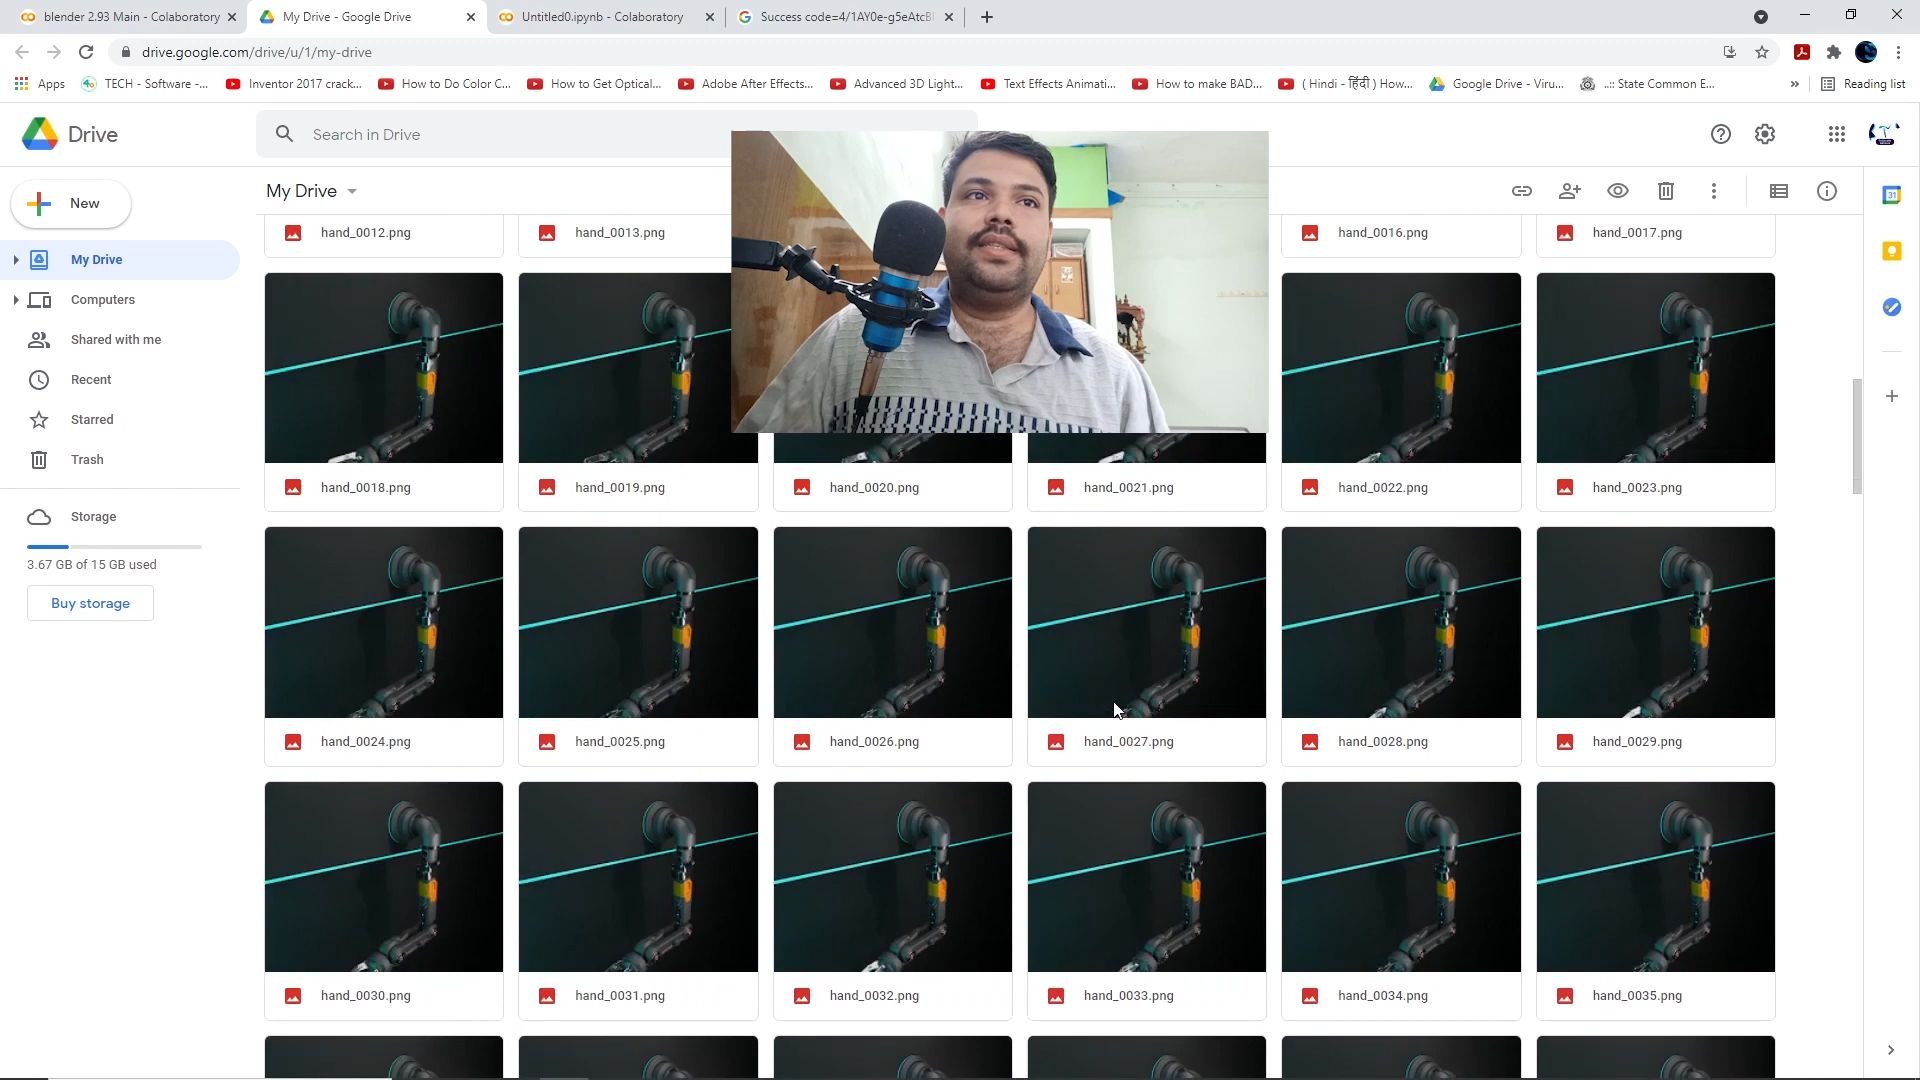 blender 2.93 Main - Colaboratory
My Drive - Google Drive
Untitled0.ipynb - Colaboratory
Success code=4/1AY0e-g5eAtcB
drive.google.com/drive/u/1/my-drive
Apps
TECH - Software -...
Inventor 2017 crack...
How to Do Color C...
How to Get Optical...
Adobe After Effects...
Advanced 3D Light...
Text Effects Animati...
How to make BAD...
( Hindi - हिंदी ) How...
Google Drive - Viru...
..:: State Common E...
»
Reading list
Drive
Search in Drive
New
My Drive
Computers
Shared with me
Recent
Starred
Trash
Storage
3.67 GB of 15 GB used
Buy storage
My Drive
31
hand_0012.png
hand_0013.png
hand_0016.png
hand_0017.png
hand_0018.png
hand_0019.png
hand_0020.png
hand_0021.png
hand_0022.png
hand_0023.png
hand_0024.png
hand_0025.png
hand_0026.png
hand_0027.png
hand_0028.png
hand_0029.png
hand_0030.png
hand_0031.png
hand_0032.png
hand_0033.png
hand_0034.png
hand_0035.png